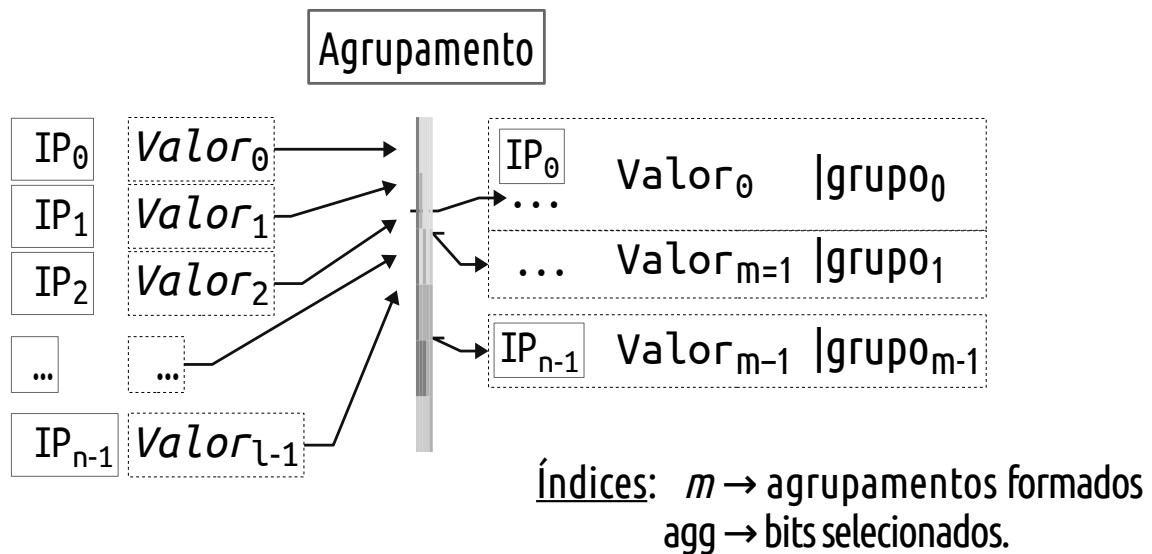 Agrupamento
IP₀ Valor₀
IP₁ Valor₁
IP₂ Valor₂
... ...
IPₙ₋₁ Valorₗ₋₁
IP₀
... Valor₀ |grupo₀
... Valorₘ₌₁ |grupo₁
IPₙ₋₁ Valorₘ₋₁ |grupoₘ₋₁
Índices: m → agrupamentos formados
agg → bits selecionados.